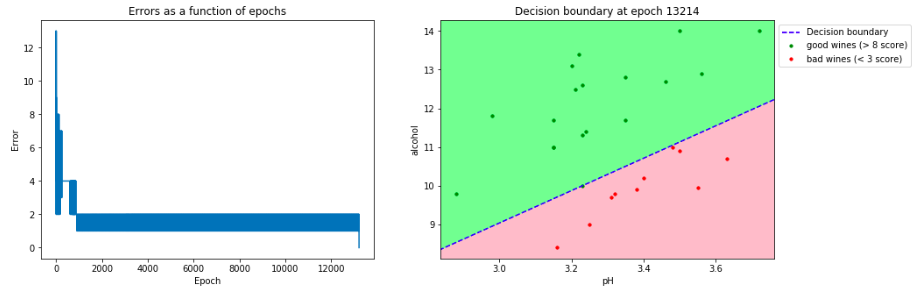 Errors as a function of epochs
Error
12
10
8
6
4
2
0
0
2000
4000
6000
8000
10000
12000
Epoch
Decision boundary at epoch 13214
alcohol
14
13
12
11
10
9
3.0
3.2
3.4
3.6
pH
Decision boundary
good wines (> 8 score)
bad wines (< 3 score)